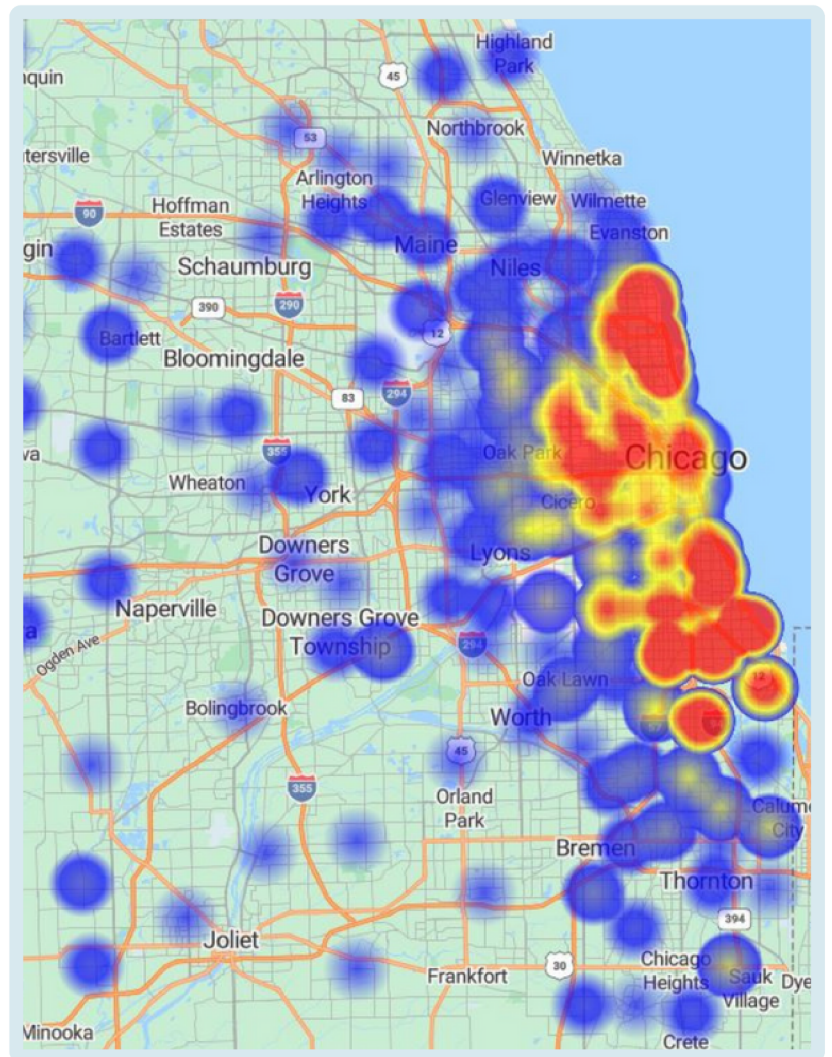 Highland
Park
45
nquin
Northbrook
53
tersville
Winnetka
Arlington
Heights
Glenview
Wilmette
Hoffman
Estates
90
Evanston
Maine
gin
Niles
Schaumburg
390
290
12
Bartlett
Bloomingdale
294
83
Oak Park
Chicago
355
va
Wheaton
York
Cicero
Downers
Grove
Lyons
Naperville
Downers Grove
Township
a
294
Ogden Ave
12
Oak Lawn
Bolingbrook
Worth
45
355
Orland
Park
Calum
City
Bremen
Thornton
394
Joliet
Chicago
Heights
30
Frankfort
Sauk
Village
Dye
Minooka
Crete